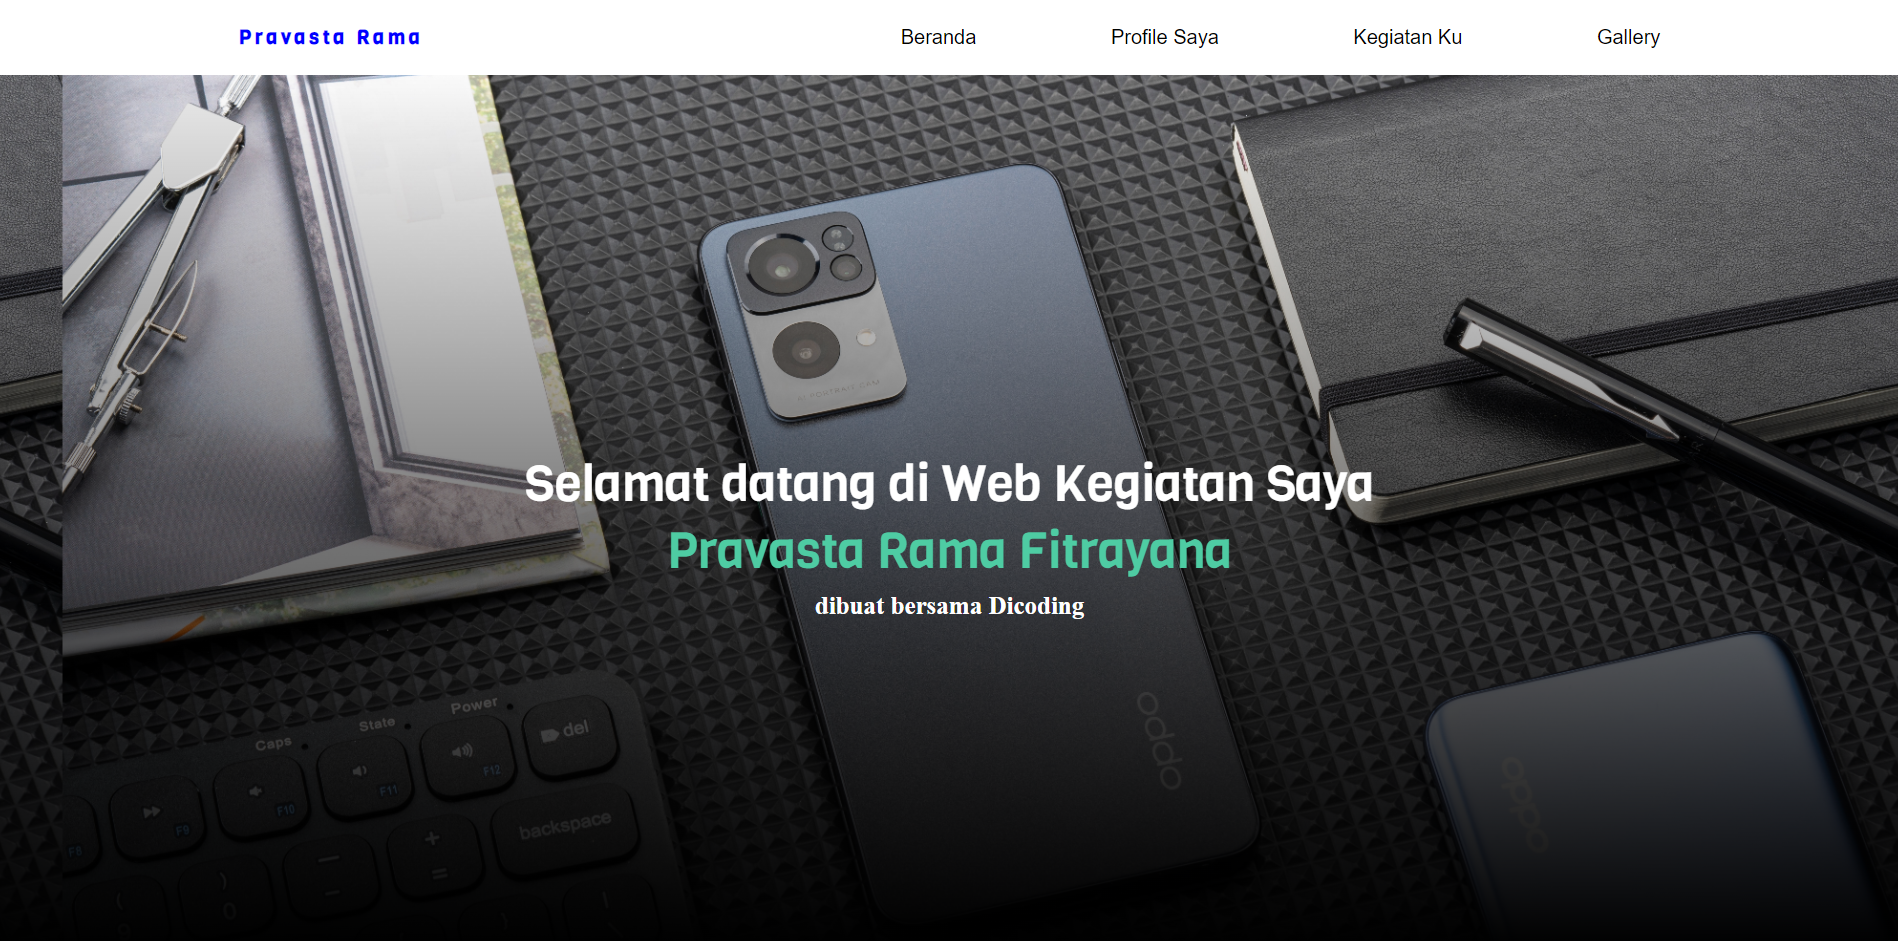 Pravasta Rama
Beranda
Profile Saya
Kegiatan Ku
Gallery
Selamat datang di Web Kegiatan Saya
Pravasta Rama Fitrayana
dibuat bersama Dicoding
oppo
oppo
Caps
State
Power
del
F9
F10
F11
F12
backspace
+
=